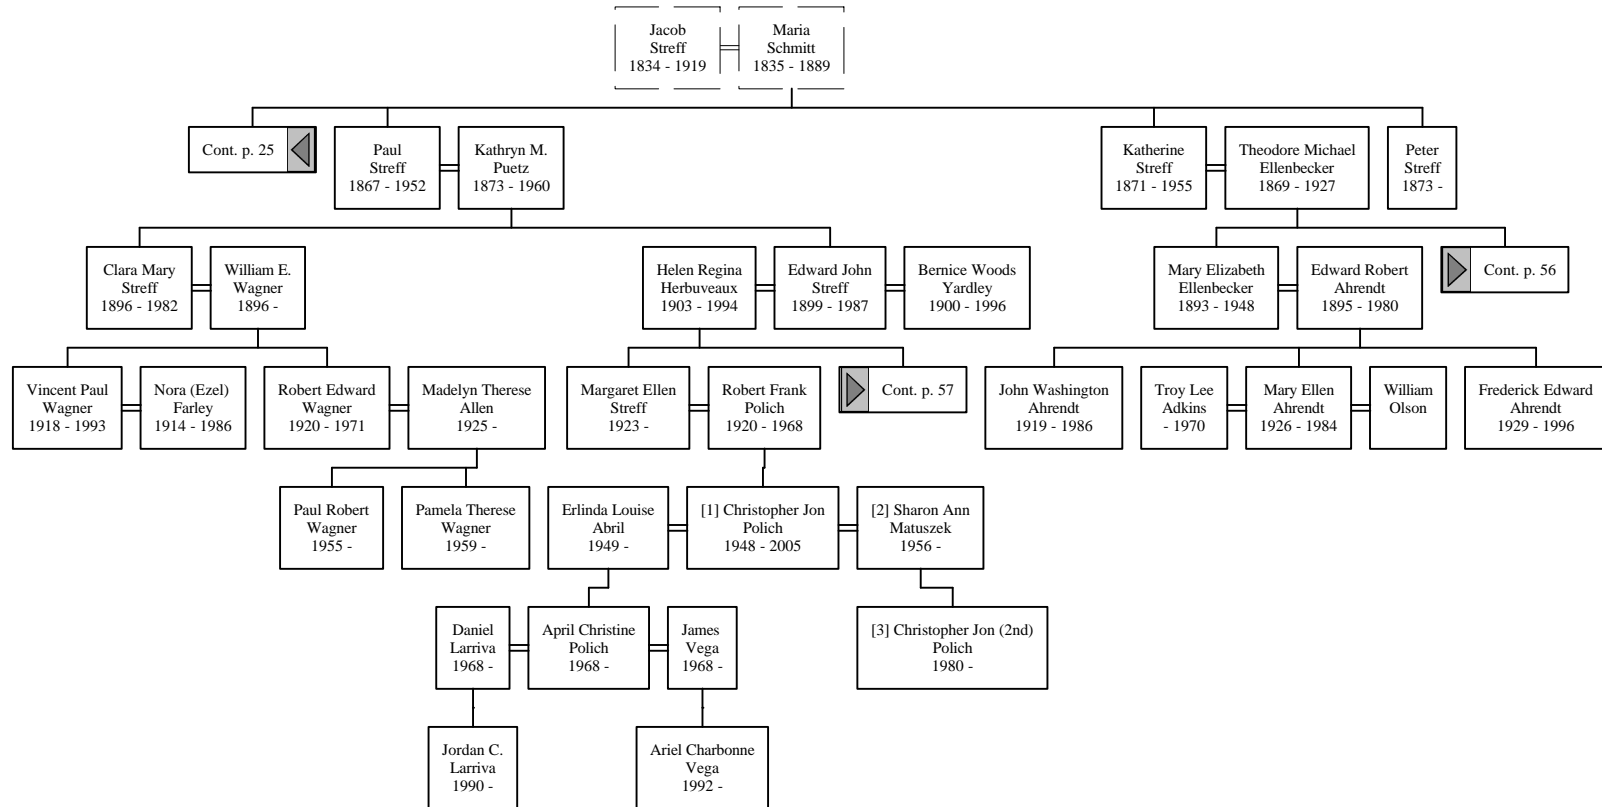 Jacob
Streff
1834 - 1919
Maria
Schmitt
1835 - 1889
Cont. p. 25
Paul
Streff
1867 - 1952
Kathryn M.
Puetz
1873 - 1960
Katherine
Streff
1871 - 1955
Theodore Michael
Ellenbecker
1869 - 1927
Peter
Streff
1873 -
Clara Mary
Streff
1896 - 1982
William E.
Wagner
1896 -
Helen Regina
Herbuveaux
1903 - 1994
Edward John
Streff
1899 - 1987
Bernice Woods
Yardley
1900 - 1996
Mary Elizabeth
Ellenbecker
1893 - 1948
Edward Robert
Ahrendt
1895 - 1980
Cont. p. 56
Vincent Paul
Wagner
1918 - 1993
Nora (Ezel)
Farley
1914 - 1986
Robert Edward
Wagner
1920 - 1971
Madelyn Therese
Allen
1925 -
Margaret Ellen
Streff
1923 -
Robert Frank
Polich
1920 - 1968
Cont. p. 57
John Washington
Ahrendt
1919 - 1986
Troy Lee
Adkins
- 1970
Mary Ellen
Ahrendt
1926 - 1984
William
Olson
Frederick Edward
Ahrendt
1929 - 1996
Paul Robert
Wagner
1955 -
Pamela Therese
Wagner
1959 -
Erlinda Louise
Abril
1949 -
[1] Christopher Jon
Polich
1948 - 2005
[2] Sharon Ann
Matuszek
1956 -
Daniel
Larriva
1968 -
April Christine
Polich
1968 -
James
Vega
1968 -
[3] Christopher Jon (2nd)
Polich
1980 -
Jordan C.
Larriva
1990 -
Ariel Charbonne
Vega
1992 -